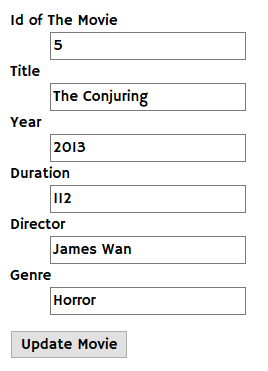 Id of The Movie
5
Title
The Conjuring
Year
2013
Duration
112
Director
James Wan
Genre
Horror
Update Movie